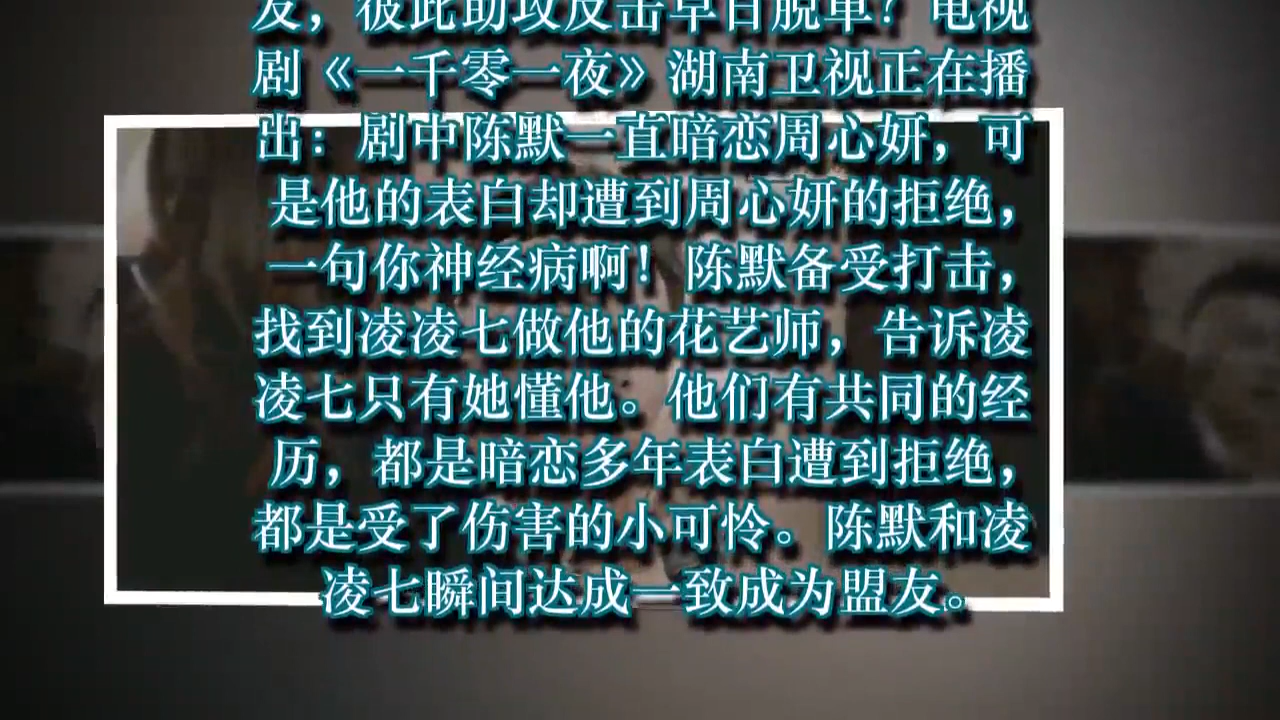 友，彼此助攻反击早日脱单？电视
剧《一千零一夜》湖南卫视正在播
出：剧中陈默一直暗恋周心妍，可
是他的表白却遭到周心妍的拒绝，
一句你神经病啊！陈默备受打击，
找到凌凌七做他的花艺师，告诉凌
凌七只有她懂他。他们有共同的经
历，都是暗恋多年表白遭到拒绝，
都是受了伤害的小可怜。陈默和凌
凌七瞬间达成一致成为盟友。